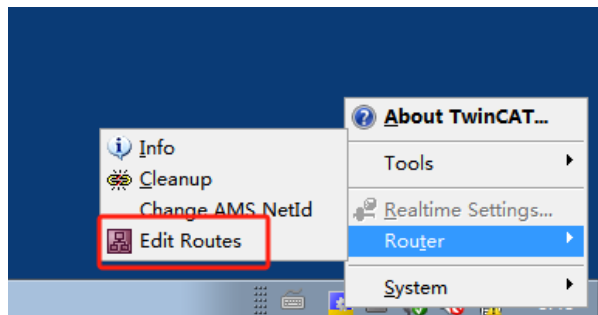 About TwinCAT...
Tools
Realtime Settings...
Router
System
Info
Cleanup
Change AMS NetId
Edit Routes